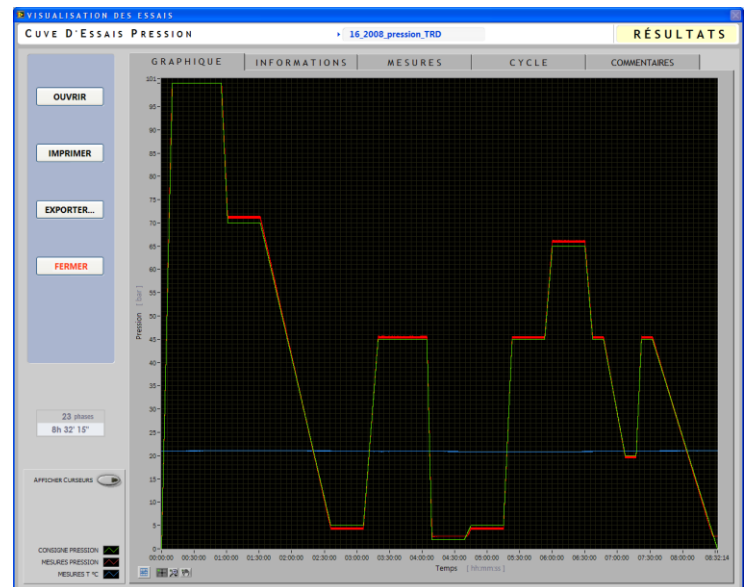 VISUALISATION DES ESSAIS
CUVE D'ESSAIS PRESSION
16_2008_pression_TRD
RÉSULTATS
GRAPHIQUE INFORMATIONS MESURES CYCLE COMMENTAIRES
OUVRIR
IMPRIMER
EXPORTER...
FERMER
23 phases
8h 32' 15"
AFFICHER CURSEURS
CONSIGNE PRESSION
MESURES PRESSION
MESURES T °C
Pression [bar]
101
95
90
85
80
75
70
65
60
55
50
45
40
35
30
25
20
15
10
5
0
00:00:00 00:30:00 01:00:00 01:30:00 02:00:00 02:30:00 03:00:00 03:30:00 04:00:00 04:30:00 05:00:00 05:30:00 06:00:00 06:30:00 07:00:00 07:30:00 08:00:00 08:32:14
Temps [hh:mm:ss]